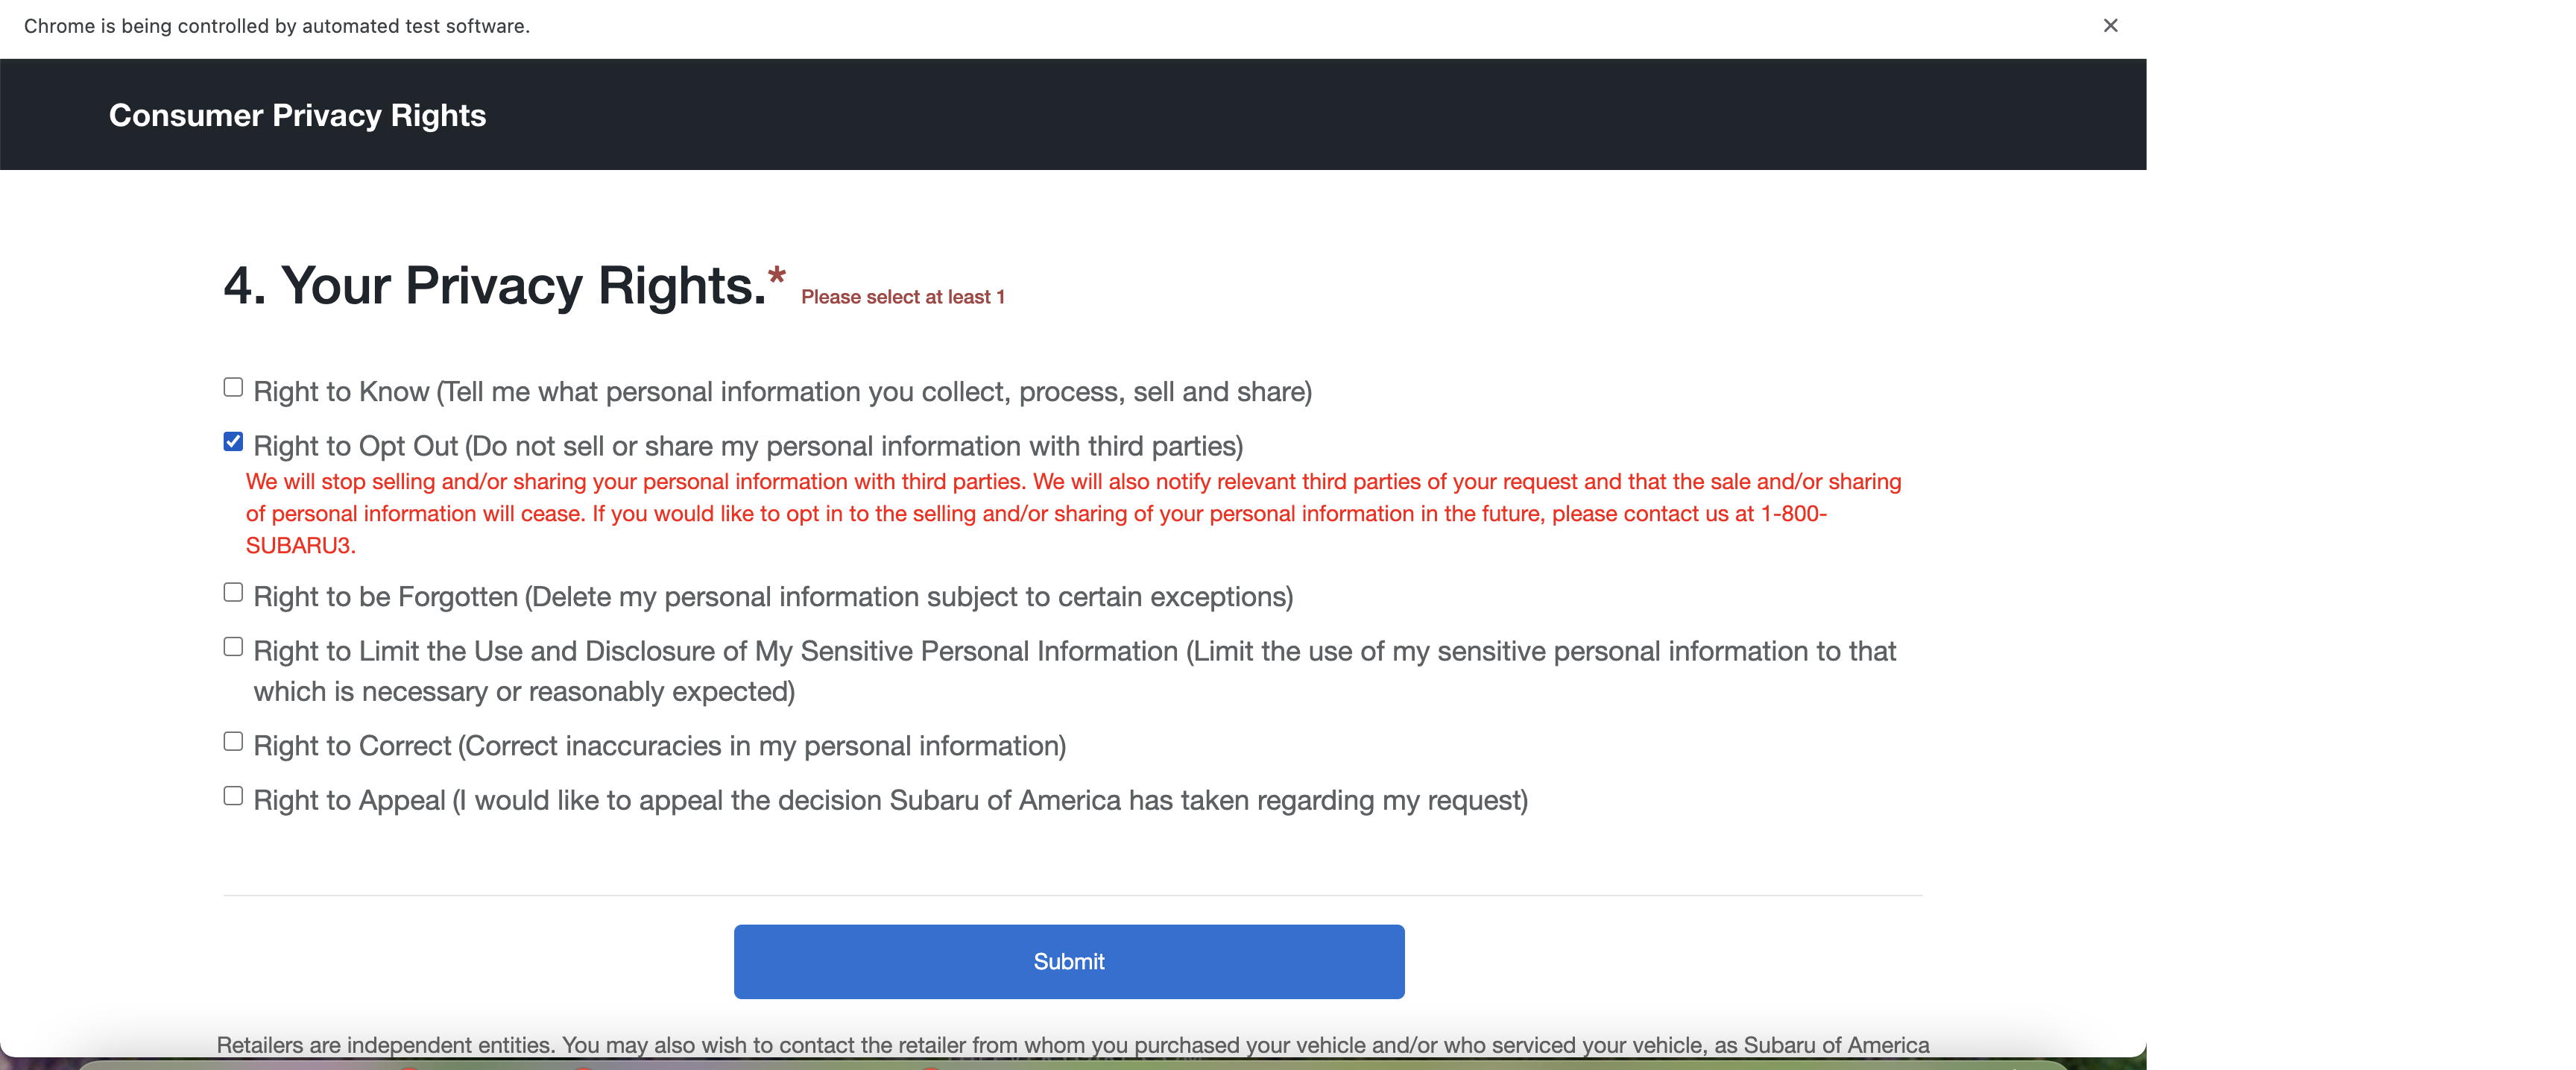 Chrome is being controlled by automated test software.
Consumer Privacy Rights
4. Your Privacy Rights.* Please select at least 1
Right to Know (Tell me what personal information you collect, process, sell and share)
Right to Opt Out (Do not sell or share my personal information with third parties)
We will stop selling and/or sharing your personal information with third parties. We will also notify relevant third parties of your request and that the sale and/or sharing
of personal information will cease. If you would like to opt in to the selling and/or sharing of your personal information in the future, please contact us at 1-800-
SUBARU3.
Right to be Forgotten (Delete my personal information subject to certain exceptions)
Right to Limit the Use and Disclosure of My Sensitive Personal Information (Limit the use of my sensitive personal information to that
which is necessary or reasonably expected)
Right to Correct (Correct inaccuracies in my personal information)
Right to Appeal (I would like to appeal the decision Subaru of America has taken regarding my request)
Submit
Retailers are independent entities. You may also wish to contact the retailer from whom you purchased your vehicle and/or who serviced your vehicle, as Subaru of America